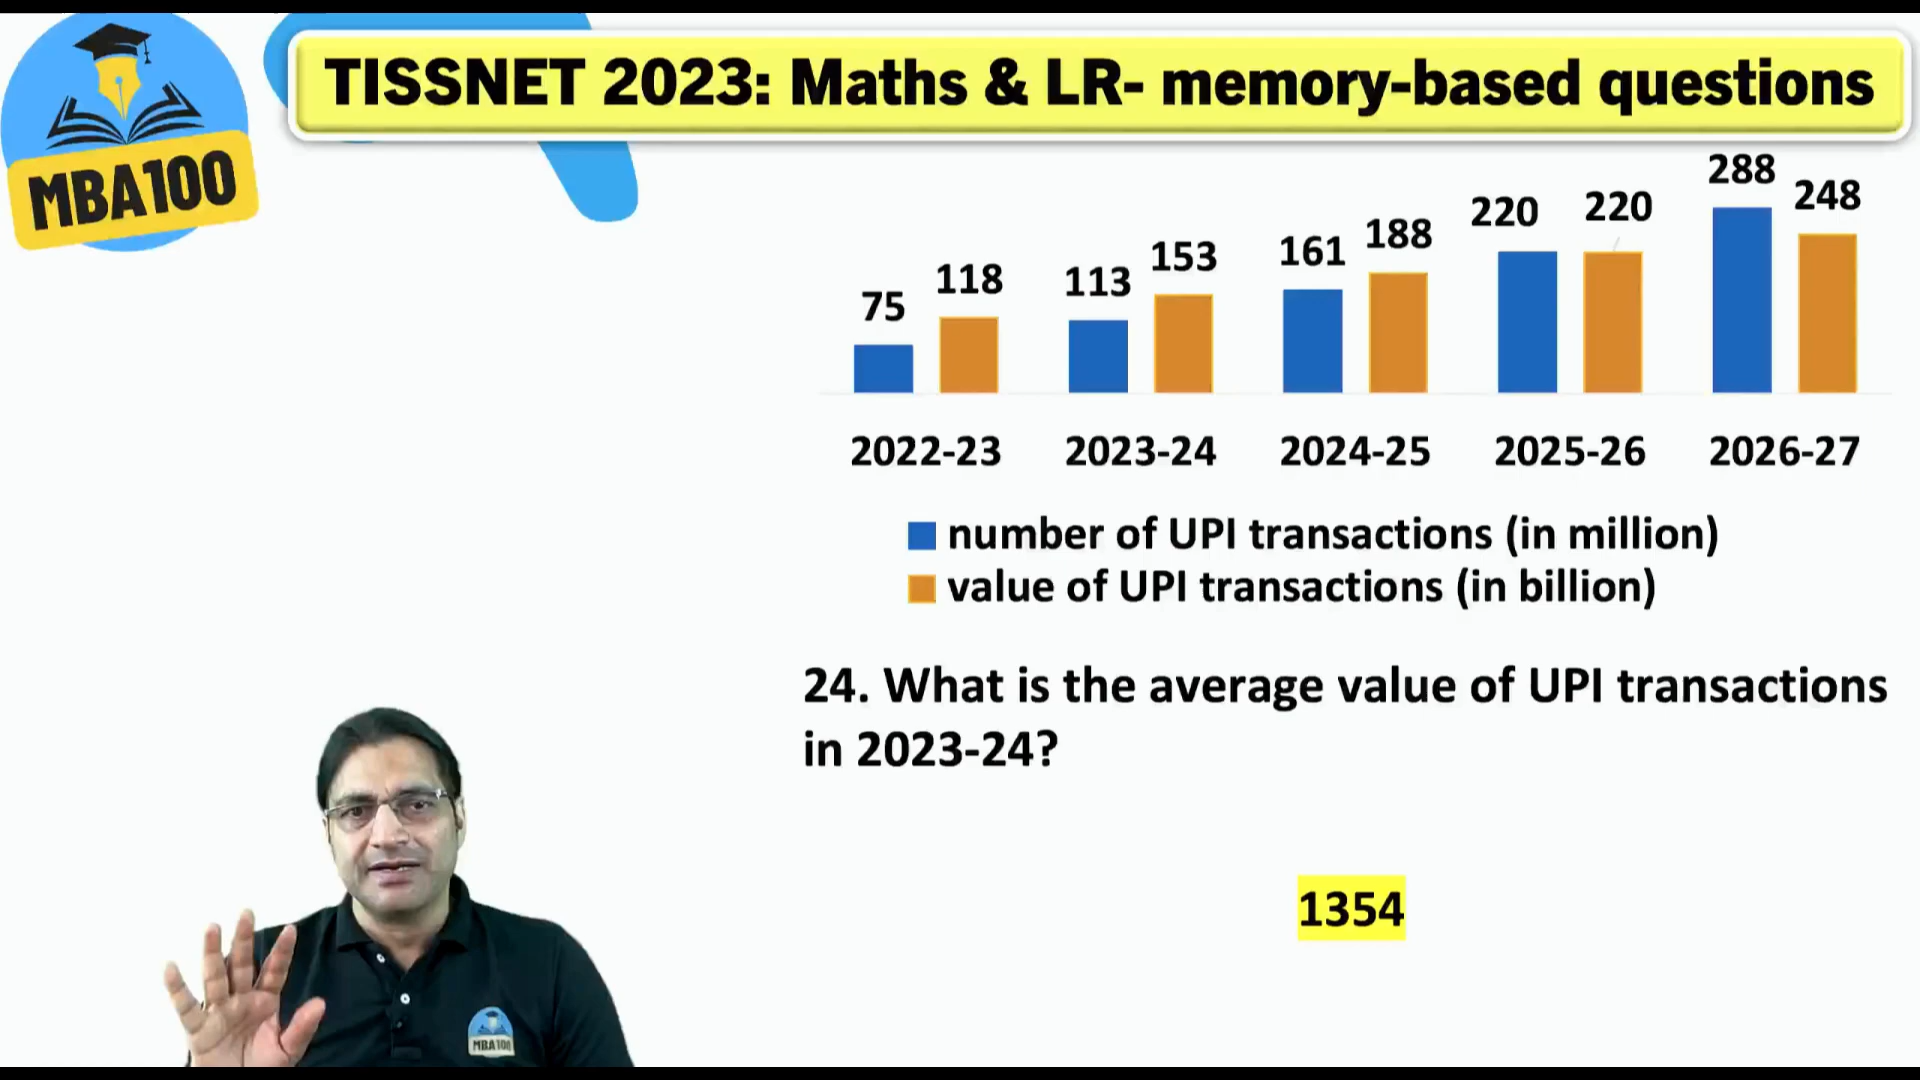 TISSNET 2023: Maths & LR- memory-based questions
MBA100
75 118 113 153 161 188 220 220 288 248
2022-23 2023-24 2024-25 2025-26 2026-27
number of UPI transactions (in million)
value of UPI transactions (in billion)
24. What is the average value of UPI transactions
in 2023-24?
1354
MBA100